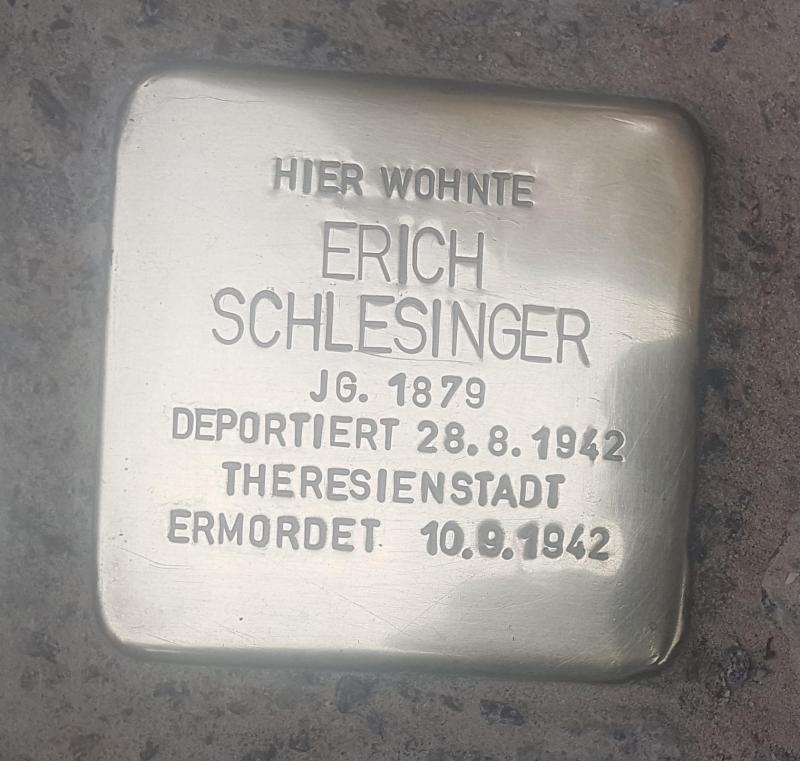 HIER WOHNTE
ERICH
SCHLESINGER
JG. 1879
DEPORTIERT 28.8.1942
THERESIENSTADT
ERMORDET 10.9.1942